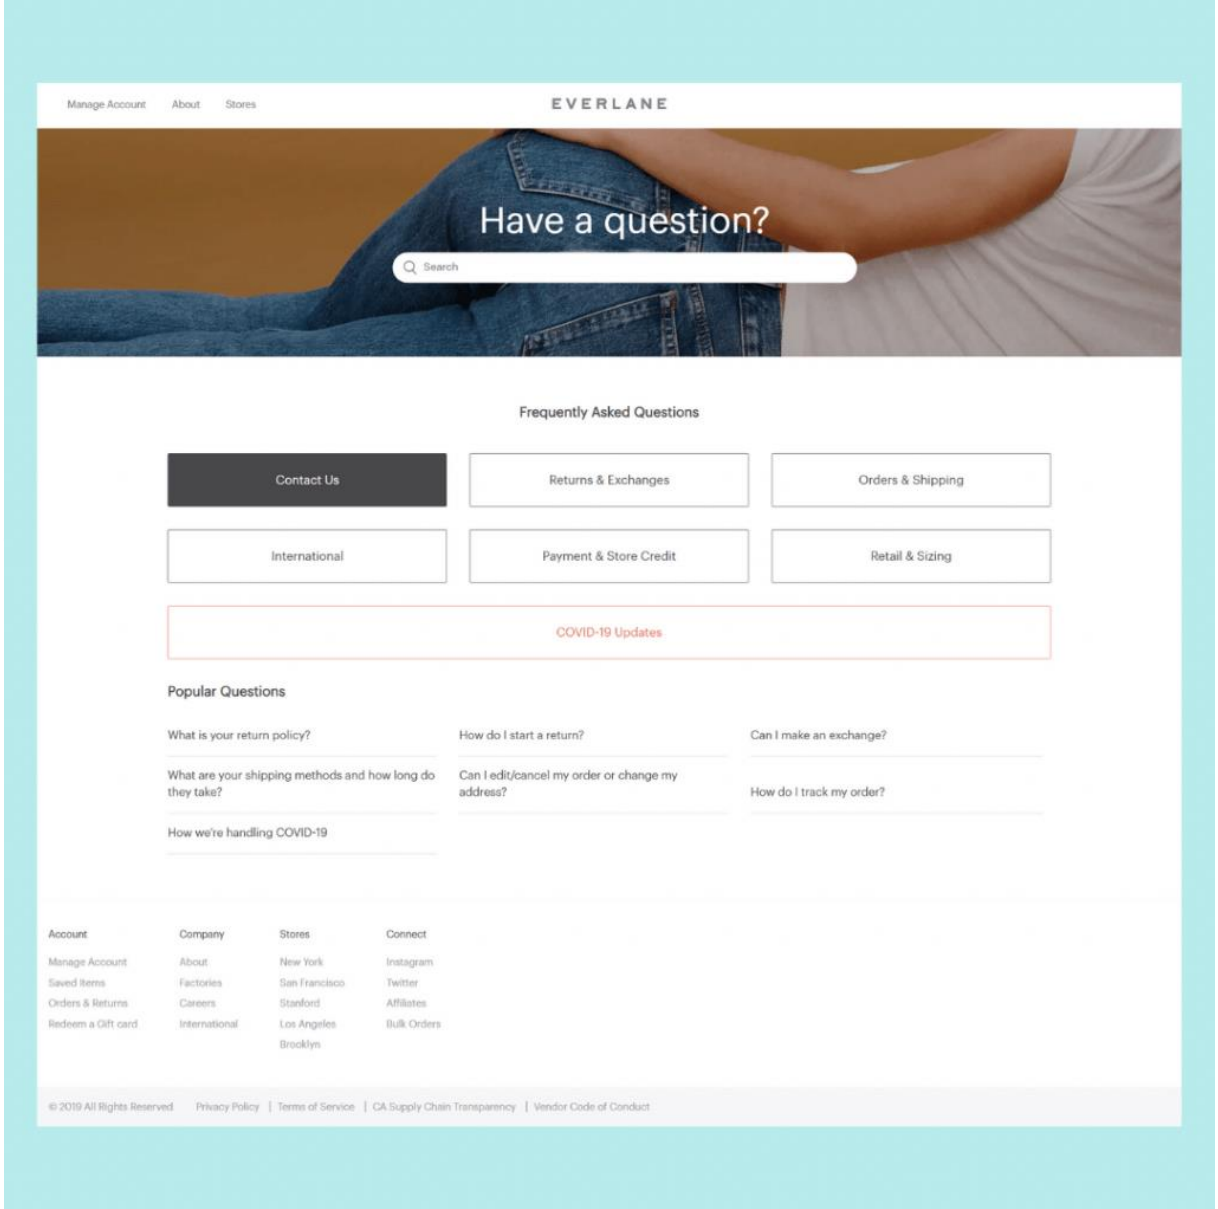 Manage Account About Stores EVERLANE
Have a question?
Search
Frequently Asked Questions
Contact Us Returns & Exchanges Orders & Shipping
International Payment & Store Credit Retail & Sizing
COVID-19 Updates
Popular Questions
What is your return policy? How do I start a return? Can I make an exchange?
What are your shipping methods and how long do
they take?
Can I edit/cancel my order or change my
address?
How do I track my order?
How we're handling COVID-19
Account Company Stores Connect
Manage Account About New York Instagram
Saved Items Factories San Francisco Twitter
Orders & Returns Careers Stanford Affiliates
Redeem a Gift card International Los Angeles Bulk Orders
Brooklyn
© 2019 All Rights Reserved Privacy Policy | Terms of Service | CA Supply Chain Transparency | Vendor Code of Conduct